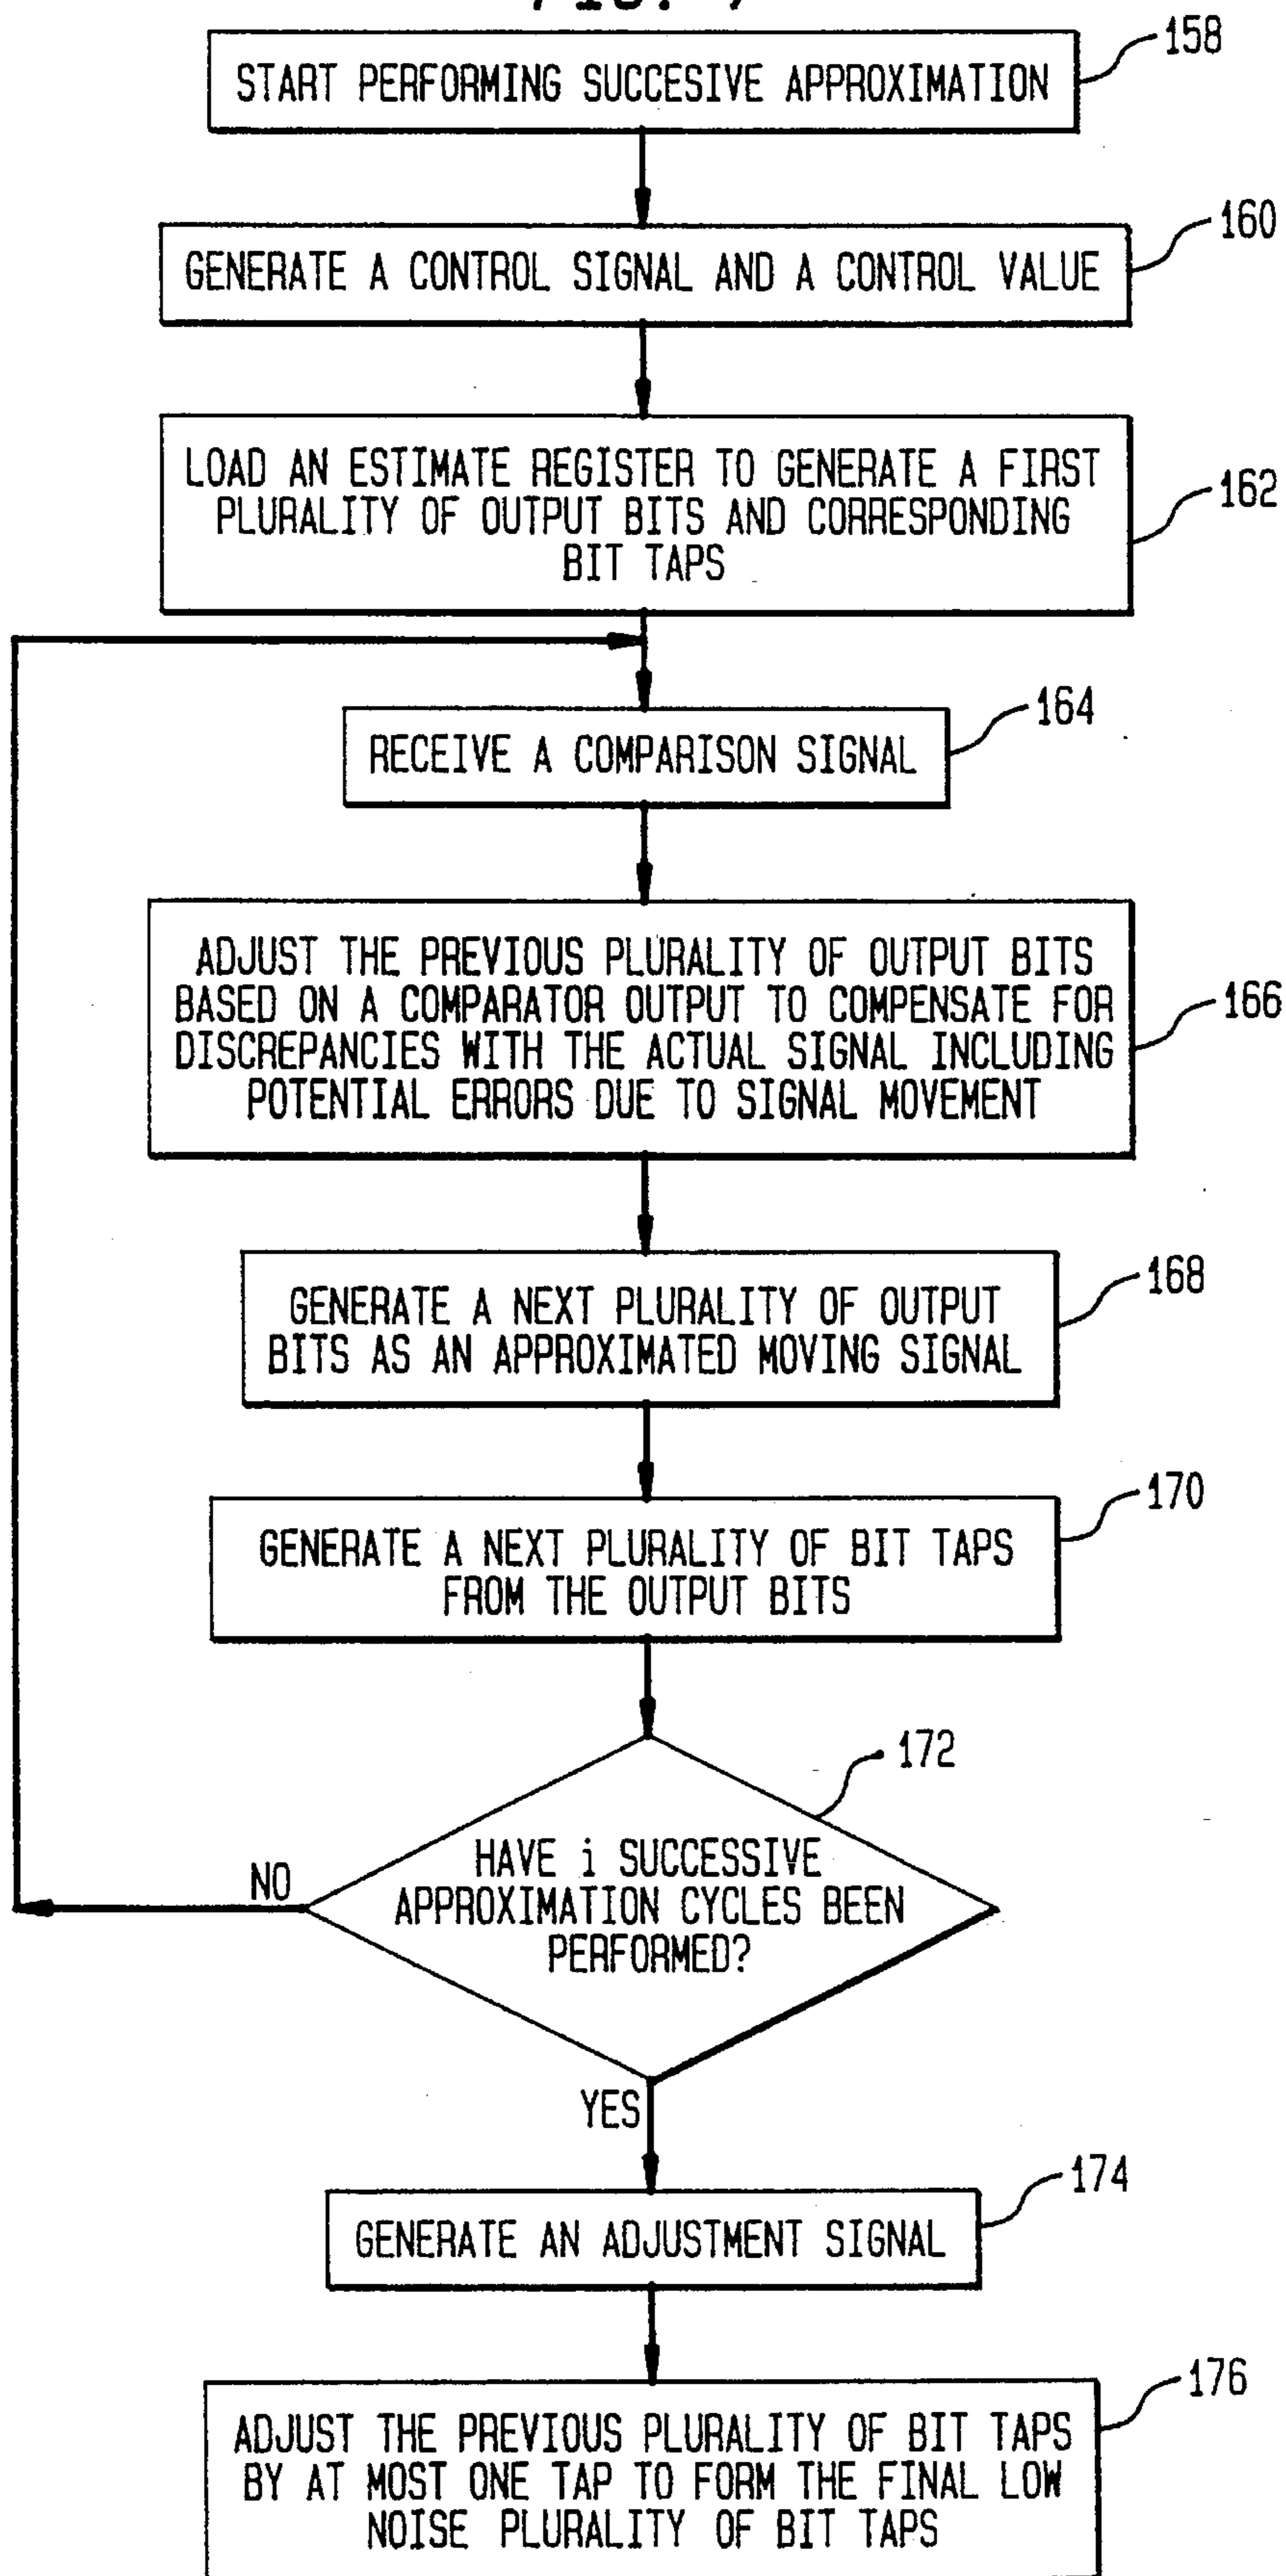 START PERFORMING SUCCESIVE APPROXIMATION
158
GENERATE A CONTROL SIGNAL AND A CONTROL VALUE
160
LOAD AN ESTIMATE REGISTER TO GENERATE A FIRST
PLURALITY OF OUTPUT BITS AND CORRESPONDING
BIT TAPS
162
RECEIVE A COMPARISON SIGNAL
164
ADJUST THE PREVIOUS PLURALITY OF OUTPUT BITS
BASED ON A COMPARATOR OUTPUT TO COMPENSATE FOR
DISCREPANCIES WITH THE ACTUAL SIGNAL INCLUDING
POTENTIAL ERRORS DUE TO SIGNAL MOVEMENT
166
GENERATE A NEXT PLURALITY OF OUTPUT
BITS AS AN APPROXIMATED MOVING SIGNAL
168
GENERATE A NEXT PLURALITY OF BIT TAPS
FROM THE OUTPUT BITS
170
172
HAVE i SUCCESSIVE
APPROXIMATION CYCLES BEEN
PERFORMED?
NO
YES
GENERATE AN ADJUSTMENT SIGNAL
174
ADJUST THE PREVIOUS PLURALITY OF BIT TAPS
BY AT MOST ONE TAP TO FORM THE FINAL LOW
NOISE PLURALITY OF BIT TAPS
176